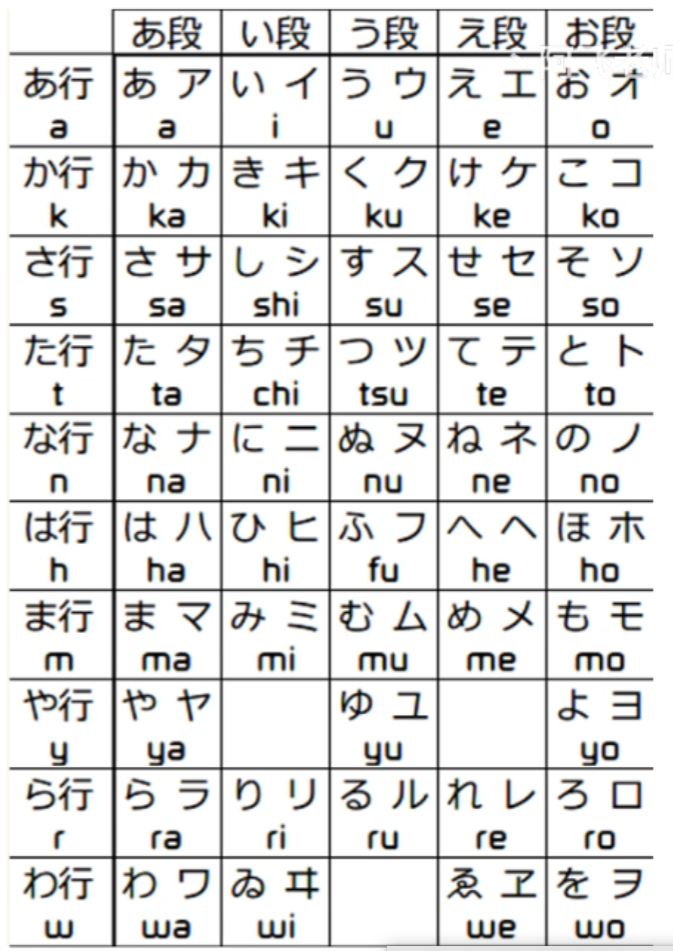 あ段 い段 う段 え段 お段
あ行 あ ア い イ う ウ え エ お オ
a a i u e o
か行 か カ き キ く ク け ケ こ コ
k ka ki ku ke ko
さ行 さ サ し シ す ス せ セ そ ソ
s sa shi su se so
た行 た タ ち チ つ ツ て テ と ト
t ta chi tsu te to
な行 な ナ に ニ ぬ ヌ ね ネ の ノ
n na ni nu ne no
は行 は ハ ひ ヒ ふ フ へ ヘ ほ ホ
h ha hi fu he ho
ま行 ま マ み ミ む ム め メ も モ
m ma mi mu me mo
や行 や ヤ ゆ ユ よ ヨ
y ya yu yo
ら行 ら ラ り リ る ル れ レ ろ ロ
r ra ri ru re ro
わ行 わ ワ ゐ ヰ ゑ ヱ を ヲ
w wa wi we wo